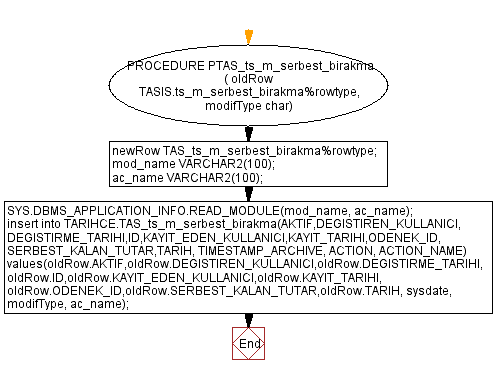 PROCEDURE PTAS_ts_m_serbest_birakma
( oldRow
TASIS.ts_m_serbest_birakma%rowtype,
modifType char)
newRow TAS_ts_m_serbest_birakma%rowtype;
mod_name VARCHAR2(100);
ac_name VARCHAR2(100);
SYS.DBMS_APPLICATION_INFO.READ_MODULE(mod_name, ac_name);
insert into TARIHCE.TAS_ts_m_serbest_birakma(AKTIF,DEGISTIREN_KULLANICI,
DEGISTIRME_TARIHI,ID,KAYIT_EDEN_KULLANICI,KAYIT_TARIHI,ODENEK_ID,
SERBEST_KALAN_TUTAR,TARIH, TIMESTAMP_ARCHIVE, ACTION, ACTION_NAME)
values(oldRow.AKTIF,oldRow.DEGISTIREN_KULLANICI,oldRow.DEGISTIRME_TARIHI,
oldRow.ID,oldRow.KAYIT_EDEN_KULLANICI,oldRow.KAYIT_TARIHI,
oldRow.ODENEK_ID,oldRow.SERBEST_KALAN_TUTAR,oldRow.TARIH, sysdate,
modifType, ac_name);
End